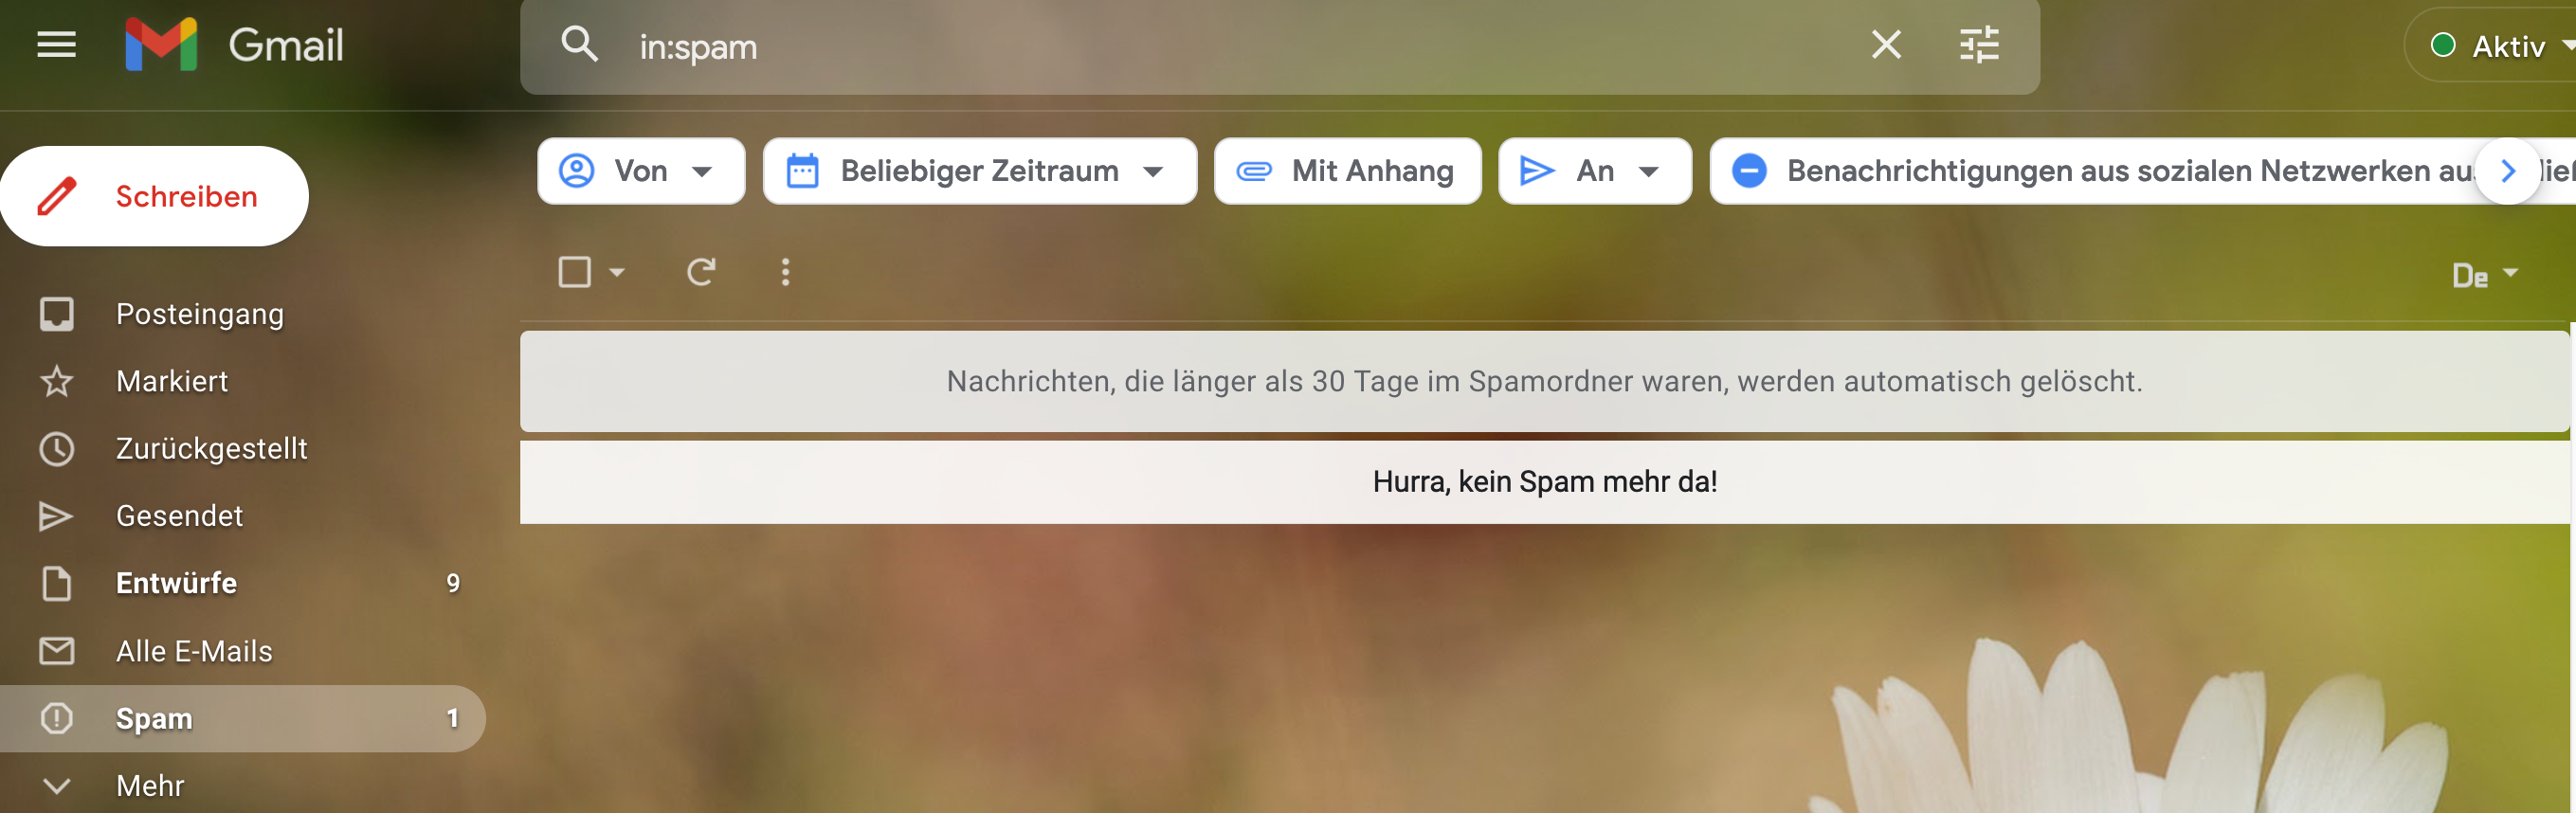 Gmail
in:spam
Aktiv
Schreiben
Von
Beliebiger Zeitraum
Mit Anhang
An
Benachrichtigungen aus sozialen Netzwerken
De
Posteingang
Markiert
Zurückgestellt
Gesendet
Entwürfe 9
Alle E-Mails
Spam 1
Mehr
Nachrichten, die länger als 30 Tage im Spamordner waren, werden automatisch gelöscht.
Hurra, kein Spam mehr da!